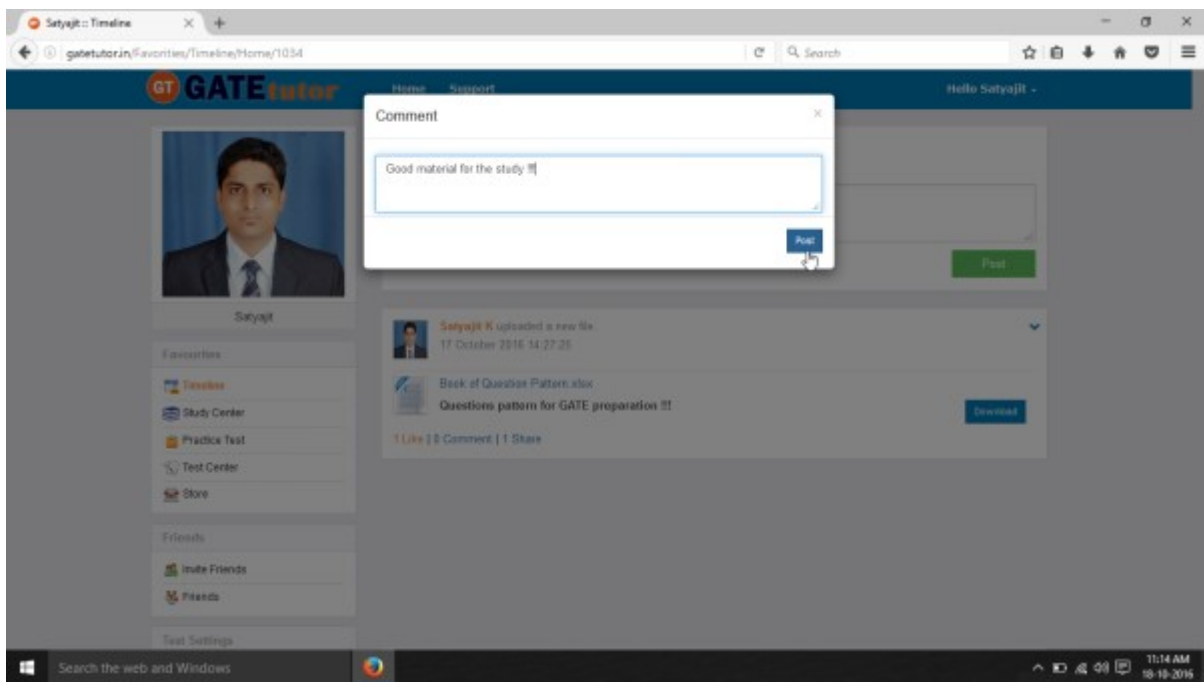 Satyajit :: Timeline
gatetutor.in/Favorities/Timeline/Home/1034
Search
GT GATEtutor
Home Support
Hello Satyajit
Comment
Good material for the study !!!
Post
Post
Satyajit
Satyajit K uploaded a new file
17 October 2016 14:27:26
Book of Question Pattern.xlsx
Questions pattern for GATE preparation !!!
Download
1 Like | 0 Comment | 1 Share
Favourites
Timeline
Study Center
Practice Test
Test Center
Store
Friends
Invite Friends
Friends
Test Settings
Search the web and Windows
11:14 AM
18-10-2016